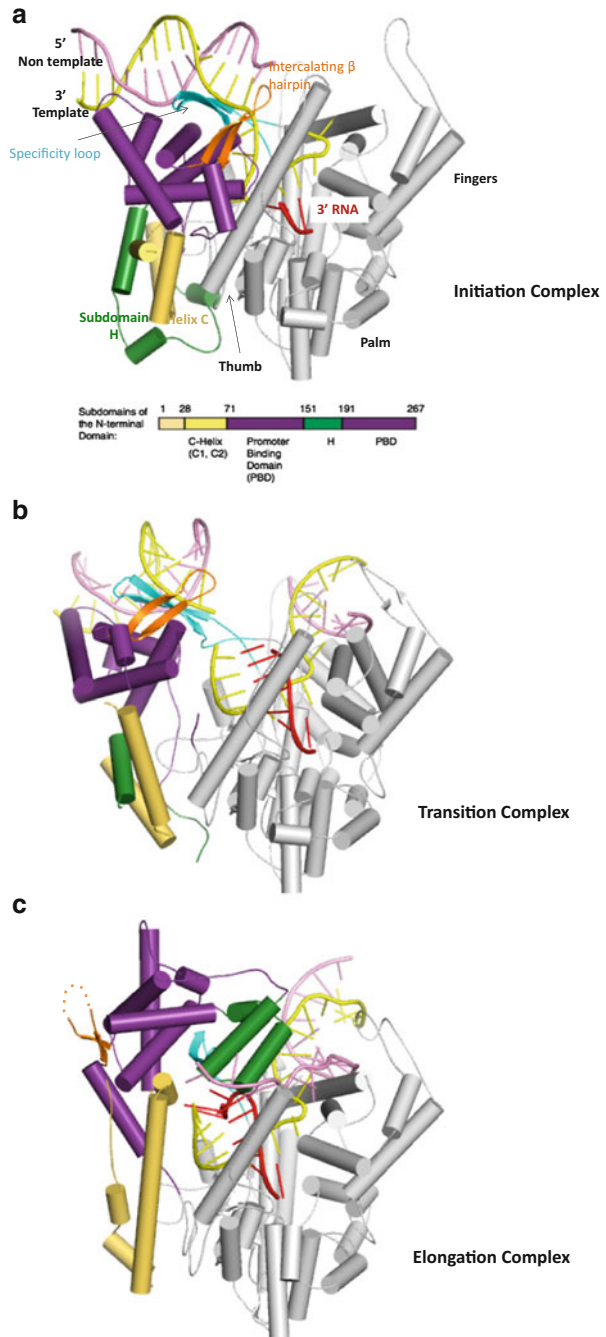 a
5’
Non template
3’
Template
Intercalating β
hairpin
Specificity loop
Fingers
3’ RNA
Initiation Complex
Subdomain
H
Helix C
Palm
Thumb
Subdomains of
the N-terminal
Domain:
1 28 71 151 191 267
C-Helix
(C1, C2)
Promoter
Binding
Domain
(PBD)
H
PBD
b
Transition Complex
c
Elongation Complex